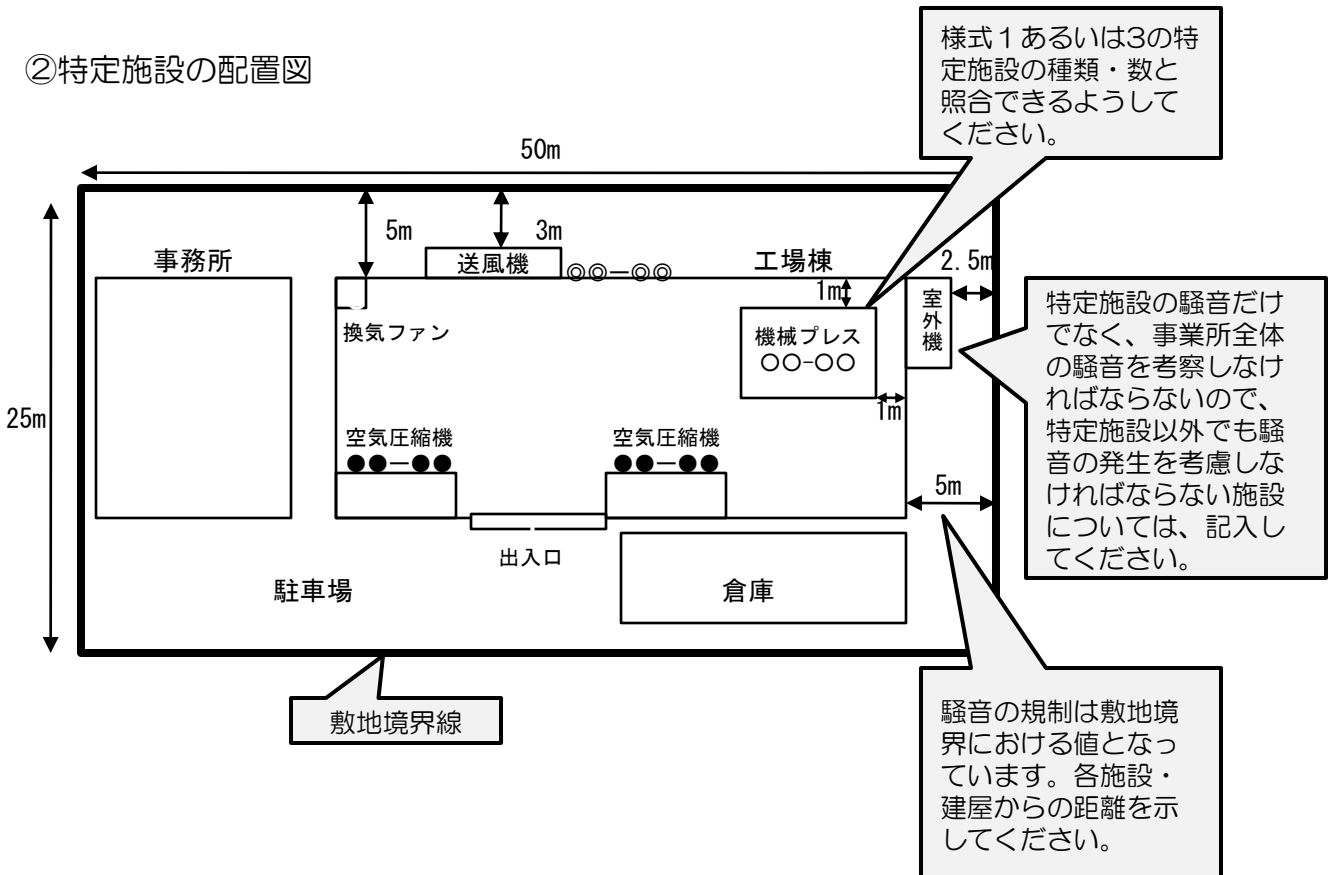 ②特定施設の配置図
様式1あるいは3の特
定施設の種類・数と
照合できるようして
ください。
50m
5m
3m
事務所
送風機
◎◎−◎◎
工場棟
2.5m
1m
室外機
換気ファン
機械プレス
○○−○○
特定施設の騒音だけ
でなく、事業所全体
の騒音を考察しなけ
ればならないので、
特定施設以外でも騒
音の発生を考慮しな
ければならない施設
については、記入し
てください。
25m
1m
空気圧縮機
●●−●●
空気圧縮機
●●−●●
5m
出入口
駐車場
倉庫
敷地境界線
騒音の規制は敷地境
界における値となっ
ています。各施設・
建屋からの距離を示
してください。